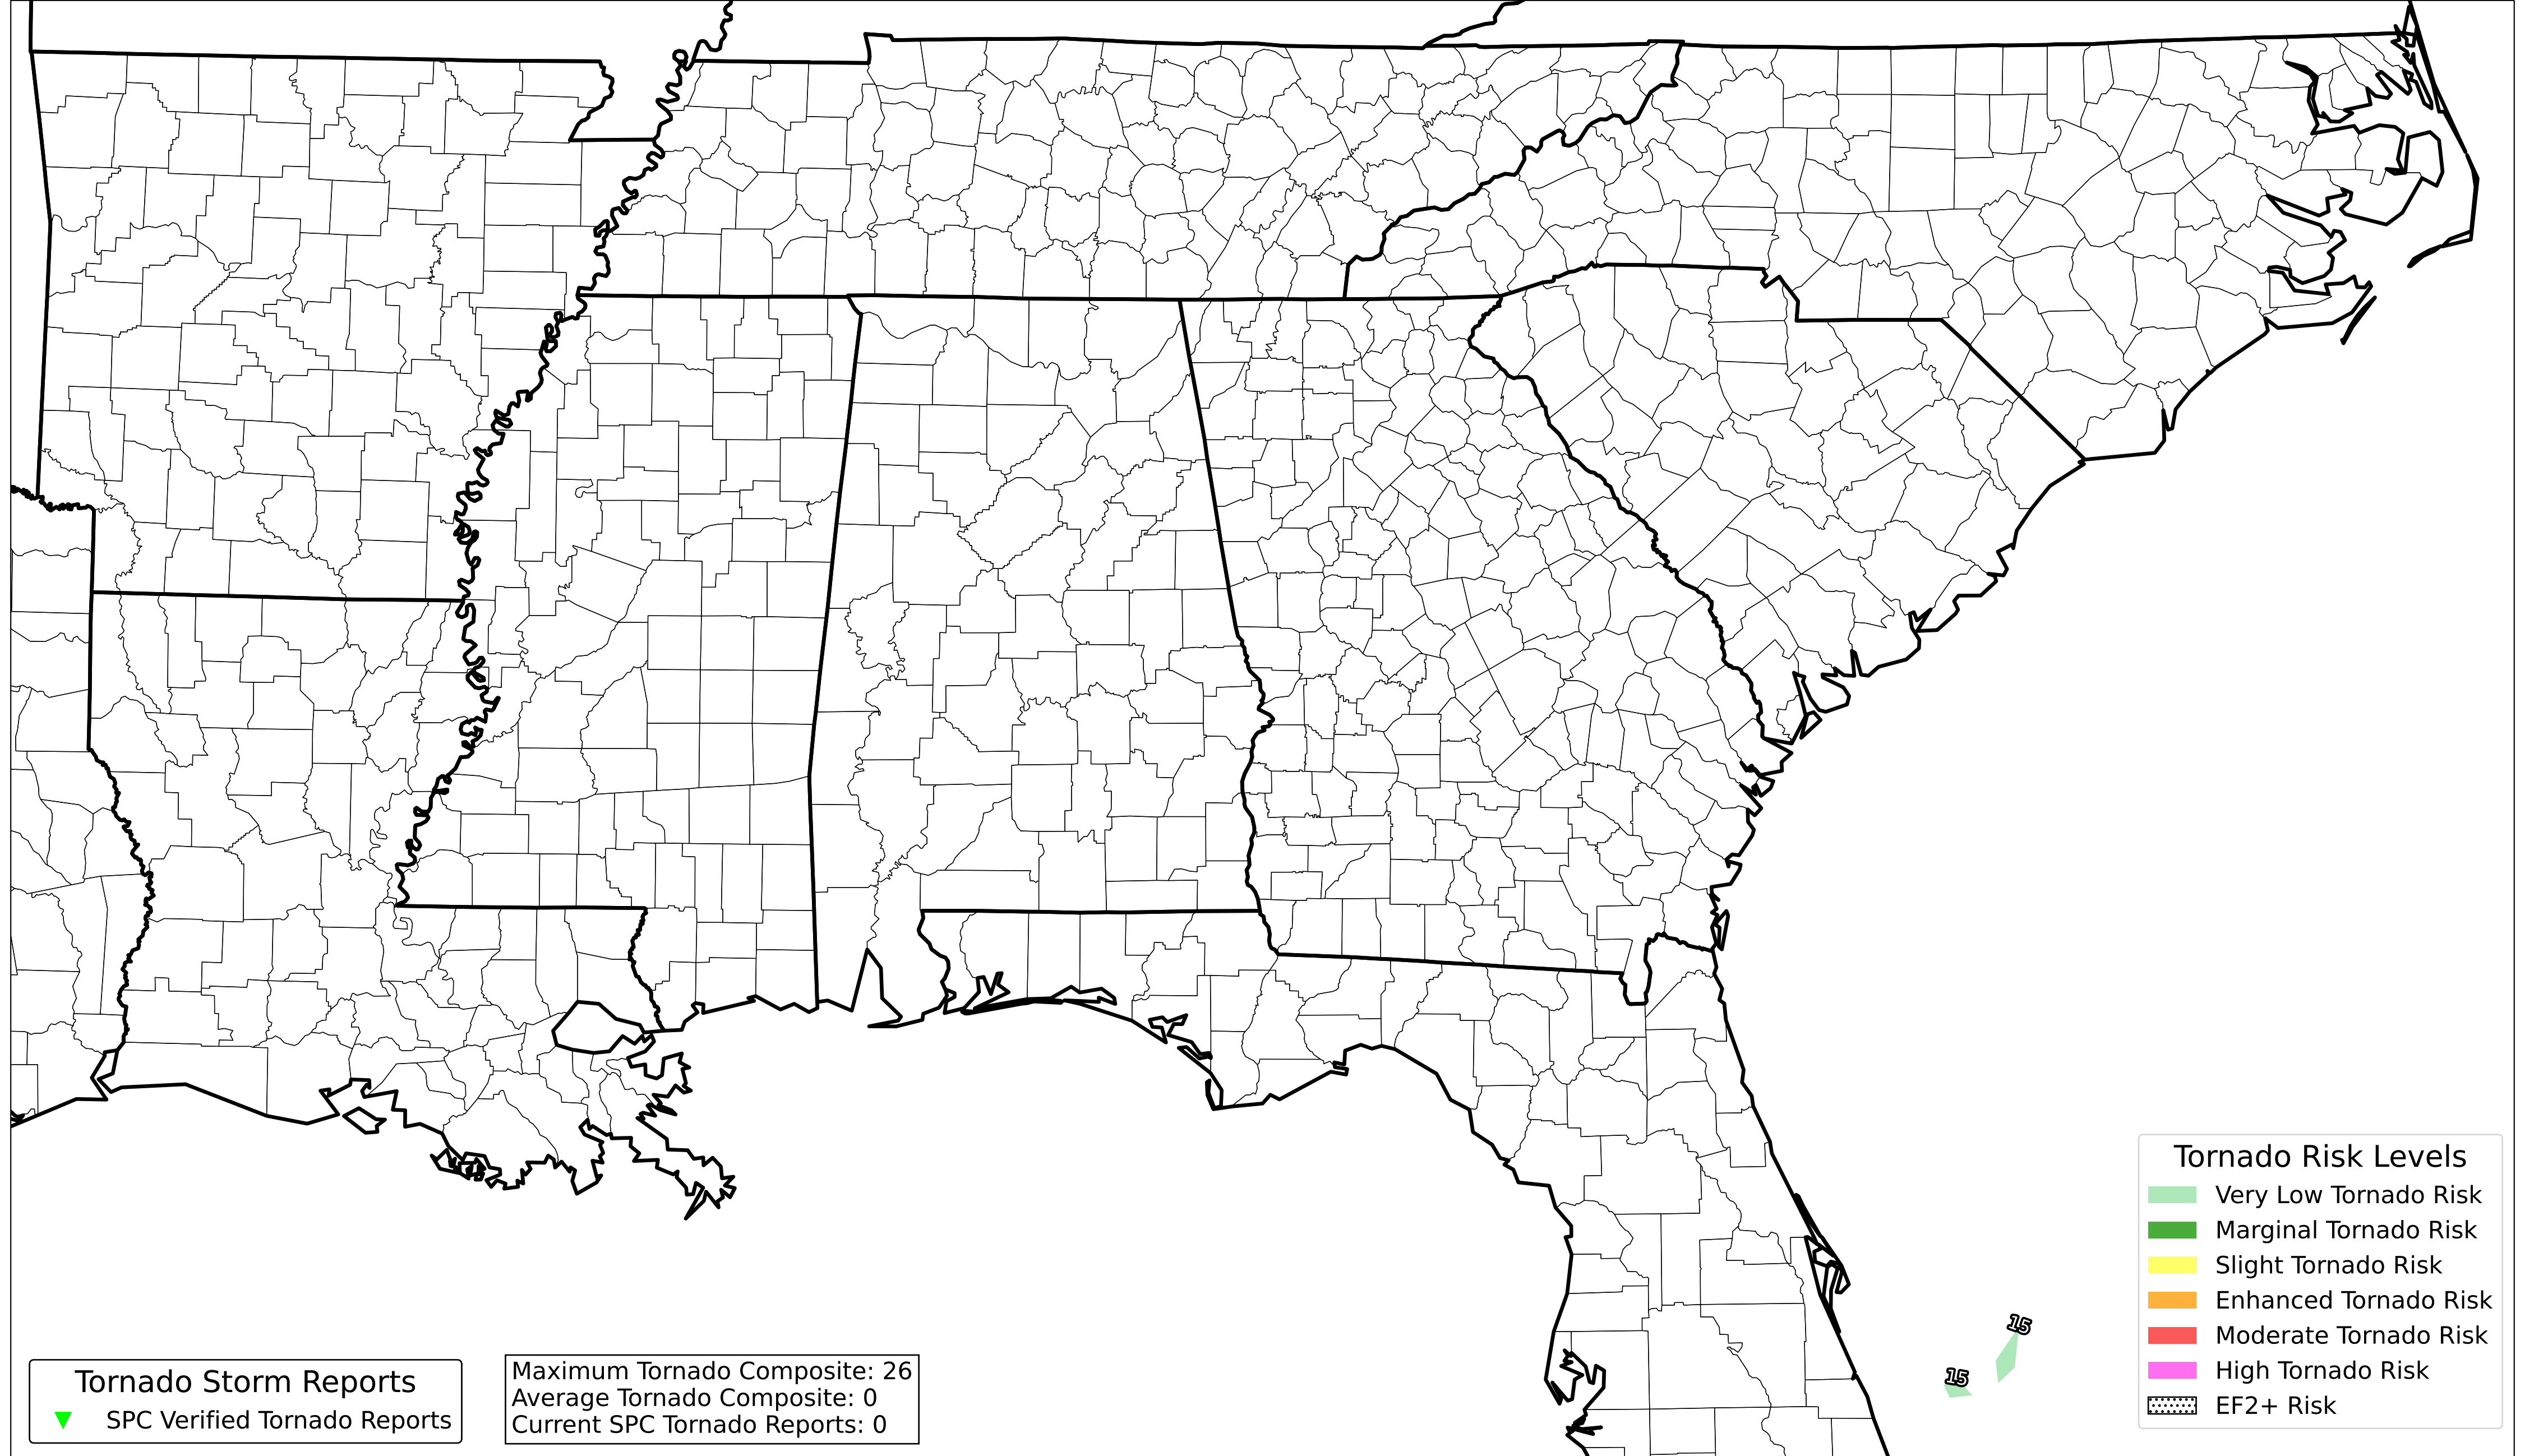 15
15
Tornado Risk Levels
Very Low Tornado Risk
Marginal Tornado Risk
Slight Tornado Risk
Enhanced Tornado Risk
Moderate Tornado Risk
High Tornado Risk
EF2+ Risk
Tornado Storm Reports
SPC Verified Tornado Reports
Maximum Tornado Composite: 26
Average Tornado Composite: 0
Current SPC Tornado Reports: 0